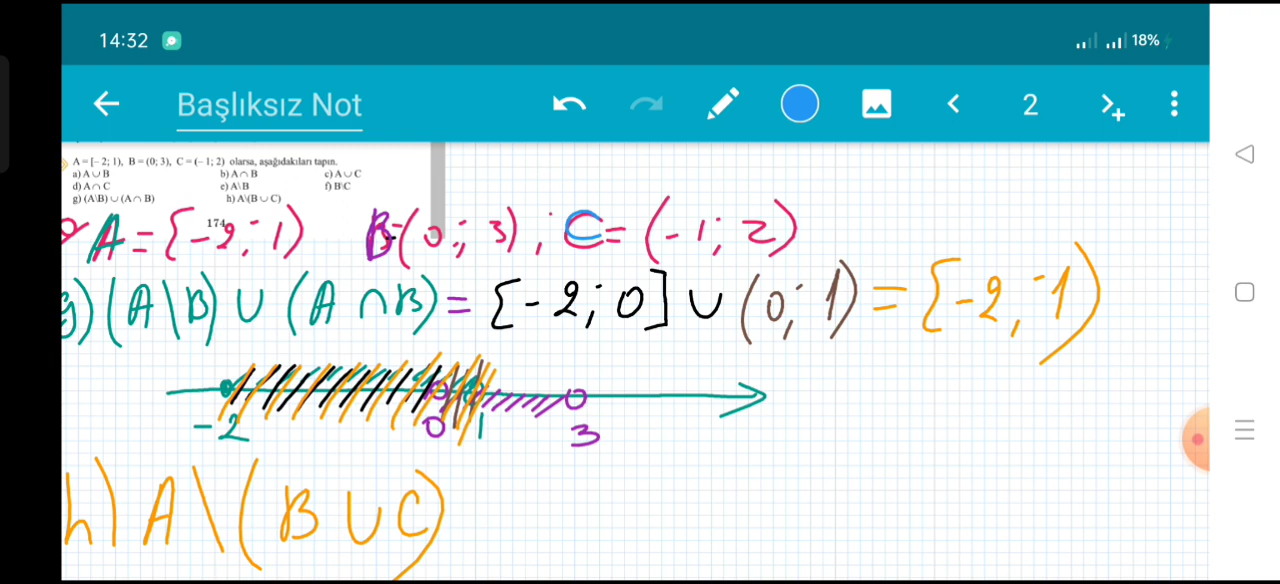 14:32 18%
Başlıksız Not 2
A = [– 2; 1), B = (0; 3), C = (– 1; 2) olarsa, aşağıdakıları tapın.
a) A∪B b) A∩B c) A∪C
d) A∩C e) A\B f) B\C
g) (A\B)∪(A∩B) h) A\(B∪C)
174
A=[-2; 1) B=(0; 3), C=(-1; 2)
g) (A\B)∪(A∩B)=[-2; 0]∪(0; 1)=[-2; 1)
-2 0 1 3
h) A\(B∪C)